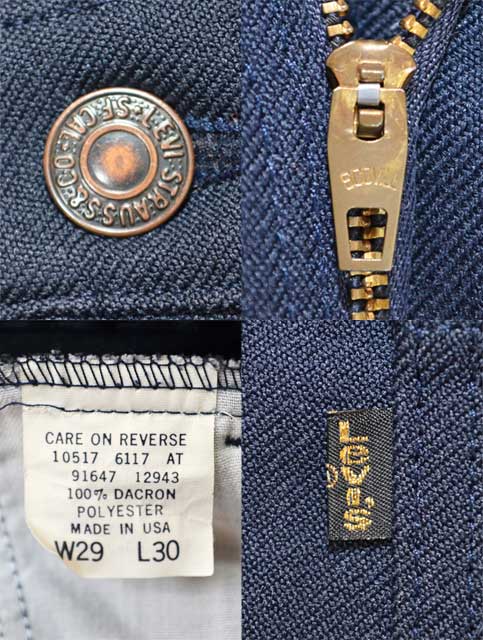 LEVI STRAUSS & CO. S.F. CAL.
SCOVILL
CARE ON REVERSE
10517 6117 AT
91647 12943
100% DACRON
POLYESTER
MADE IN USA
W29 L30
Levi's